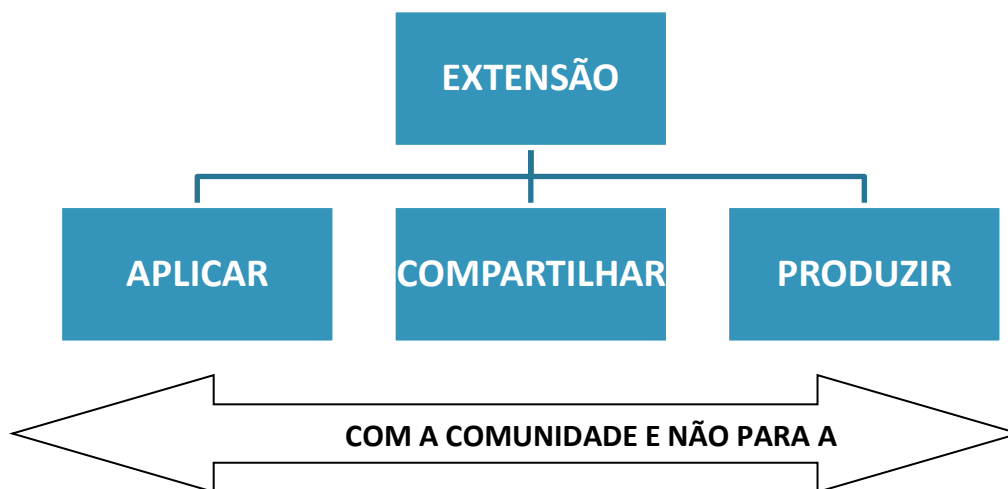 EXTENSÃO
APLICAR
COMPARTILHAR
PRODUZIR
COM A COMUNIDADE E NÃO PARA A